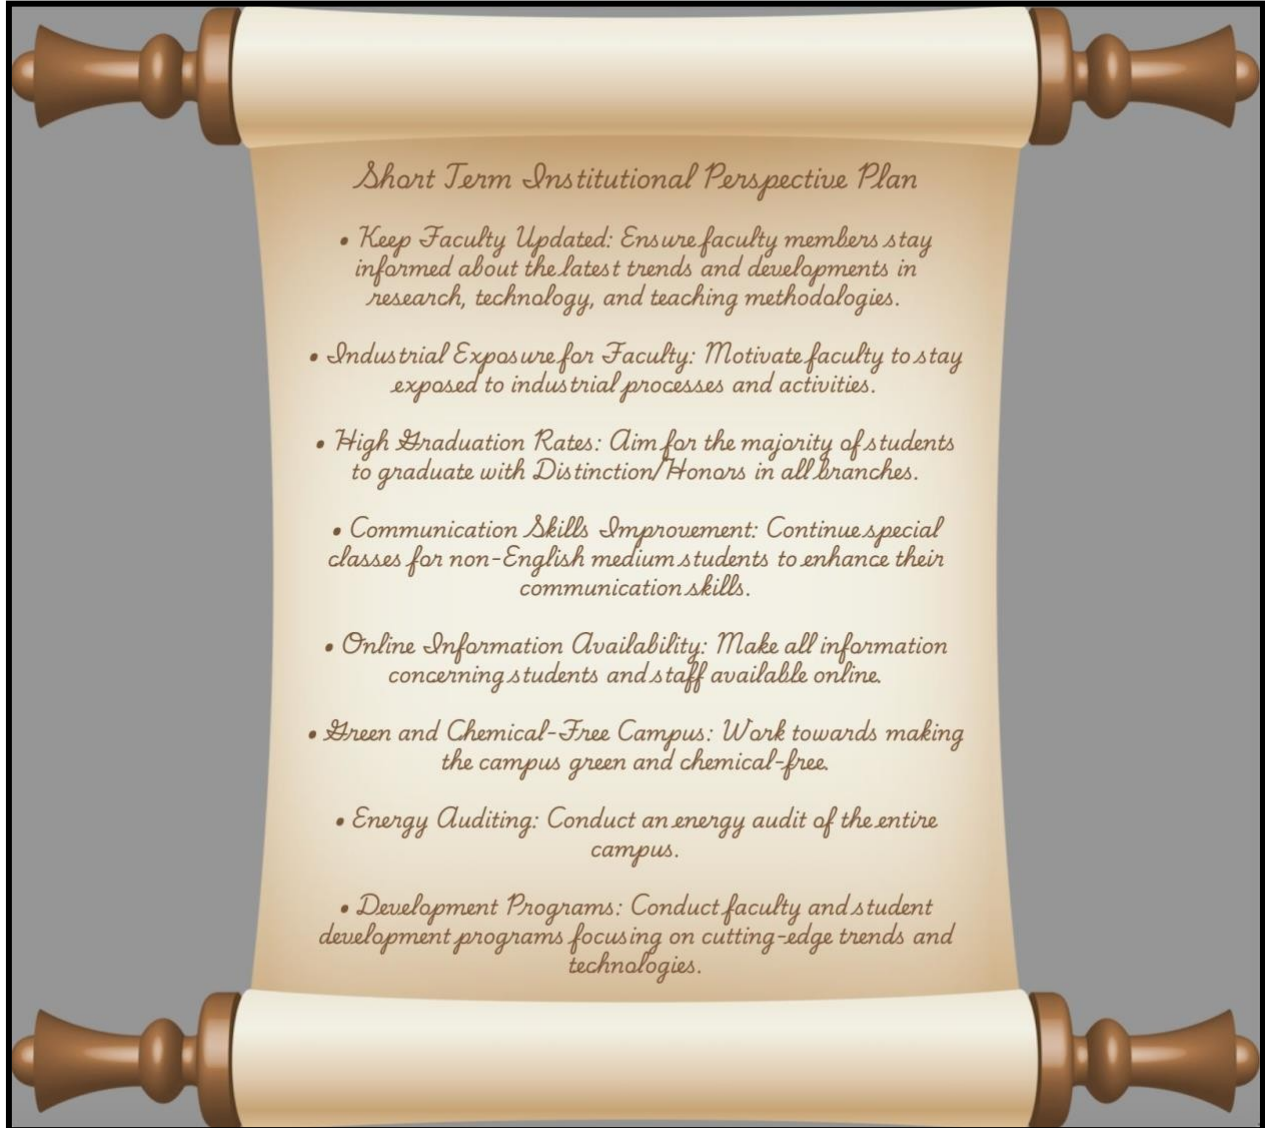 Short Term Institutional Perspective Plan
• Keep Faculty Updated: Ensure faculty members stay
informed about the latest trends and developments in
research, technology, and teaching methodologies.
• Industrial Exposure for Faculty: Motivate faculty to stay
exposed to industrial processes and activities.
• High Graduation Rates: Aim for the majority of students
to graduate with Distinction/Honors in all branches.
• Communication Skills Improvement: Continue special
classes for non-English medium students to enhance their
communication skills.
• Online Information Availability: Make all information
concerning students and staff available online.
• Green and Chemical-Free Campus: Work towards making
the campus green and chemical-free.
• Energy Auditing: Conduct an energy audit of the entire
campus.
• Development Programs: Conduct faculty and student
development programs focusing on cutting-edge trends and
technologies.